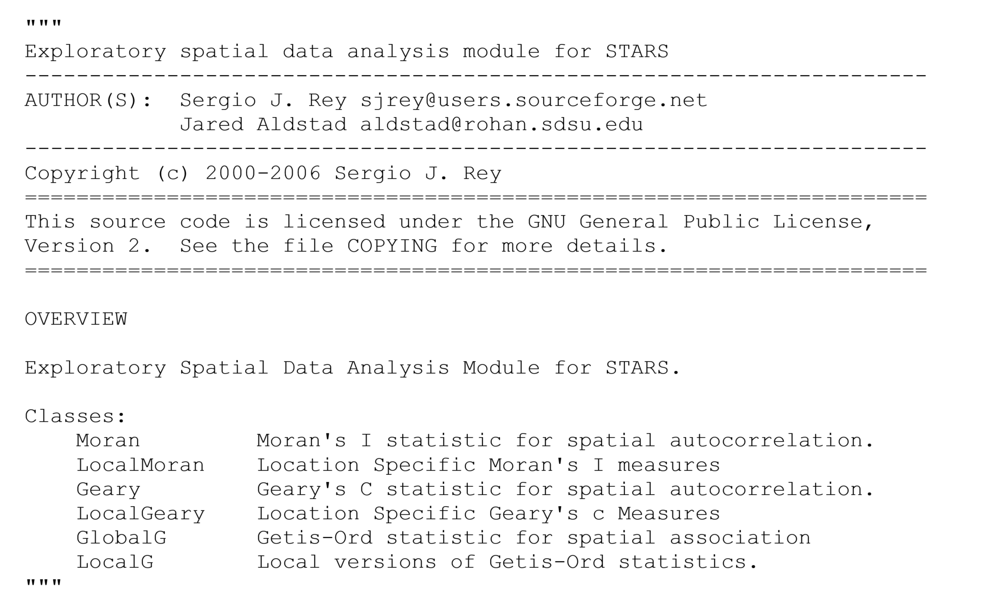 """
Exploratory spatial data analysis module for STARS
----------------------------------------------------------------------
AUTHOR(S):  Sergio J. Rey sjrey@users.sourceforge.net
            Jared Aldstad aldstad@rohan.sdsu.edu
----------------------------------------------------------------------
Copyright (c) 2000-2006 Sergio J. Rey
======================================================================
This source code is licensed under the GNU General Public License,
Version 2.  See the file COPYING for more details.
======================================================================

OVERVIEW

Exploratory Spatial Data Analysis Module for STARS.

Classes:
    Moran         Moran's I statistic for spatial autocorrelation.
    LocalMoran    Location Specific Moran's I measures
    Geary         Geary's C statistic for spatial autocorrelation.
    LocalGeary    Location Specific Geary's c Measures
    GlobalG       Getis-Ord statistic for spatial association
    LocalG        Local versions of Getis-Ord statistics.
"""